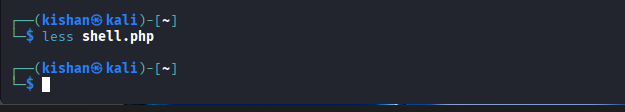 ┌──(kishan㉿kali)-[~]
└─$ less shell.php
┌──(kishan㉿kali)-[~]
└─$